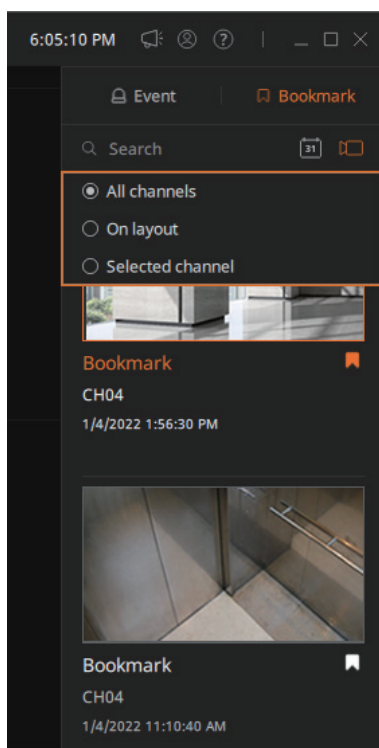 6:05:10 PM
Event
Bookmark
Search
31
All channels
On layout
Selected channel
Bookmark
CH04
1/4/2022 1:56:30 PM
Bookmark
CH04
1/4/2022 11:10:40 AM